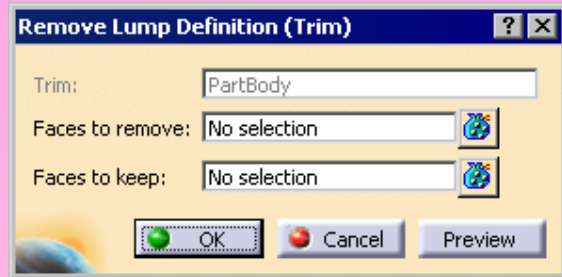 Remove Lump Definition (Trim) ? X
Trim: PartBody
Faces to remove: No selection
Faces to keep: No selection
OK Cancel Preview